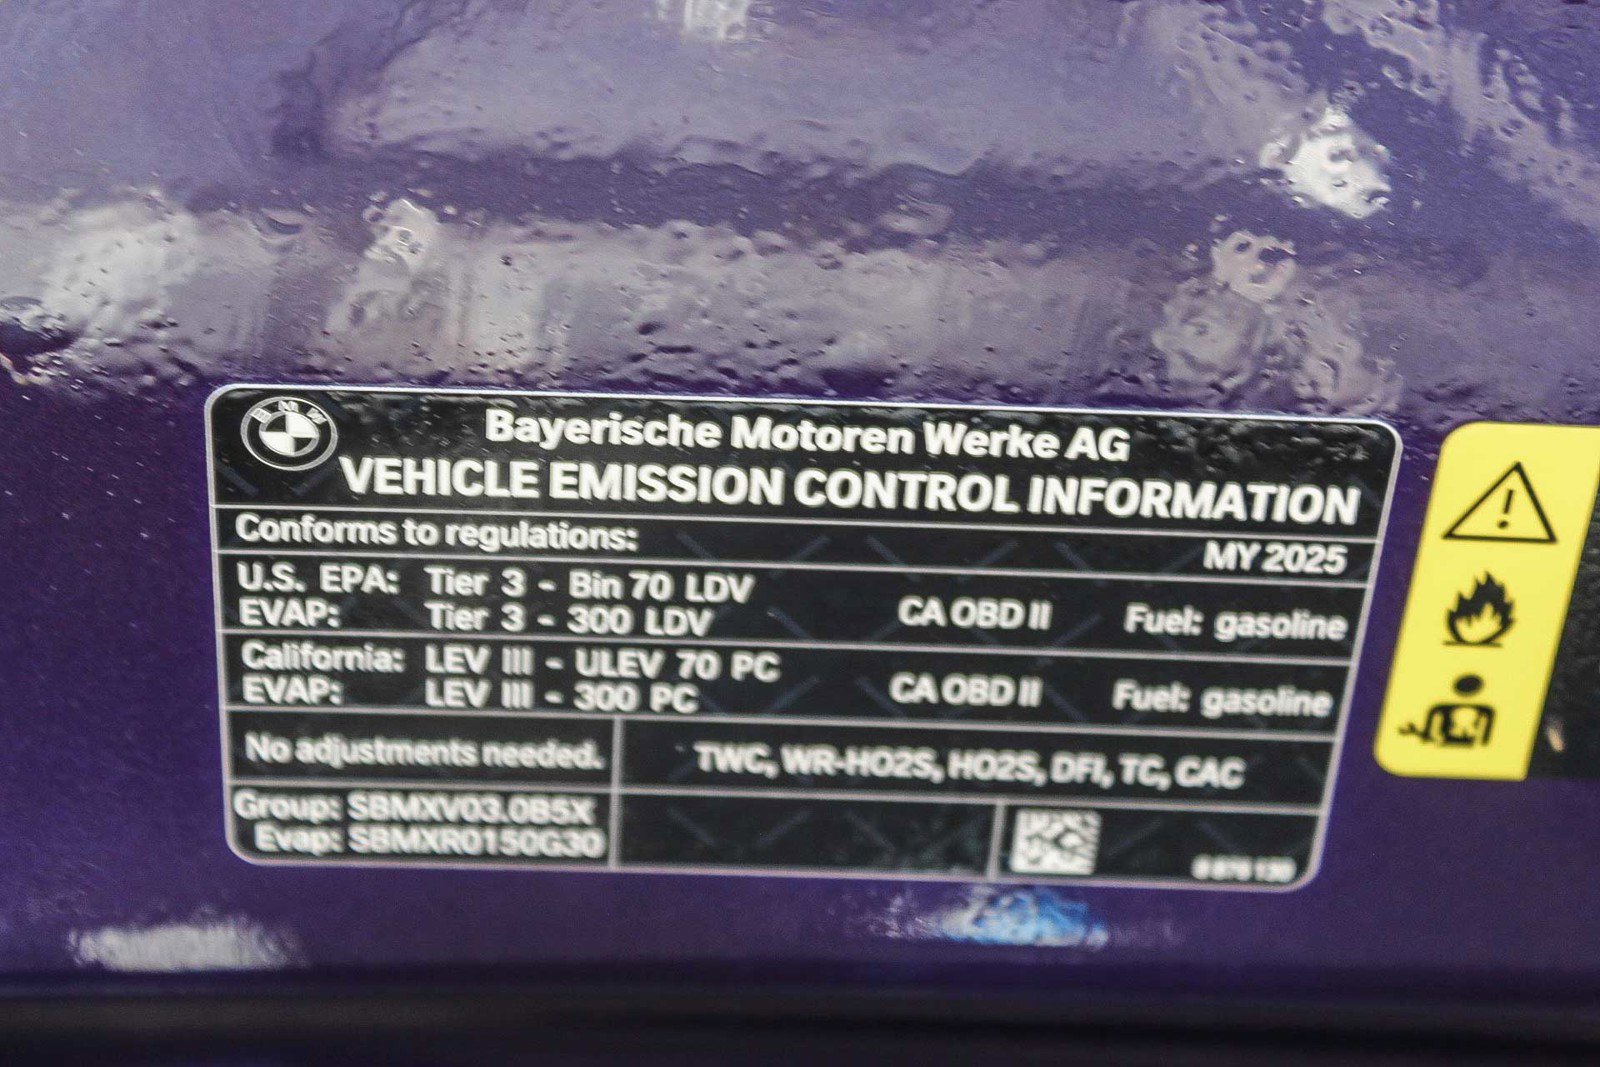 BMW
Bayerische Motoren Werke AG
VEHICLE EMISSION CONTROL INFORMATION
Conforms to regulations:
MY 2025
U.S. EPA: Tier 3 - Bin 70 LDV
EVAP: Tier 3 - 300 LDV
CA OBD II Fuel: gasoline
California: LEV III - ULEV 70 PC
EVAP: LEV III - 300 PC
CA OBD II Fuel: gasoline
No adjustments needed.
TWC, WR-HO2S, HO2S, DFI, TC, CAC
Group: SBMXV03.0B5X
Evap: SBMXR0150G30